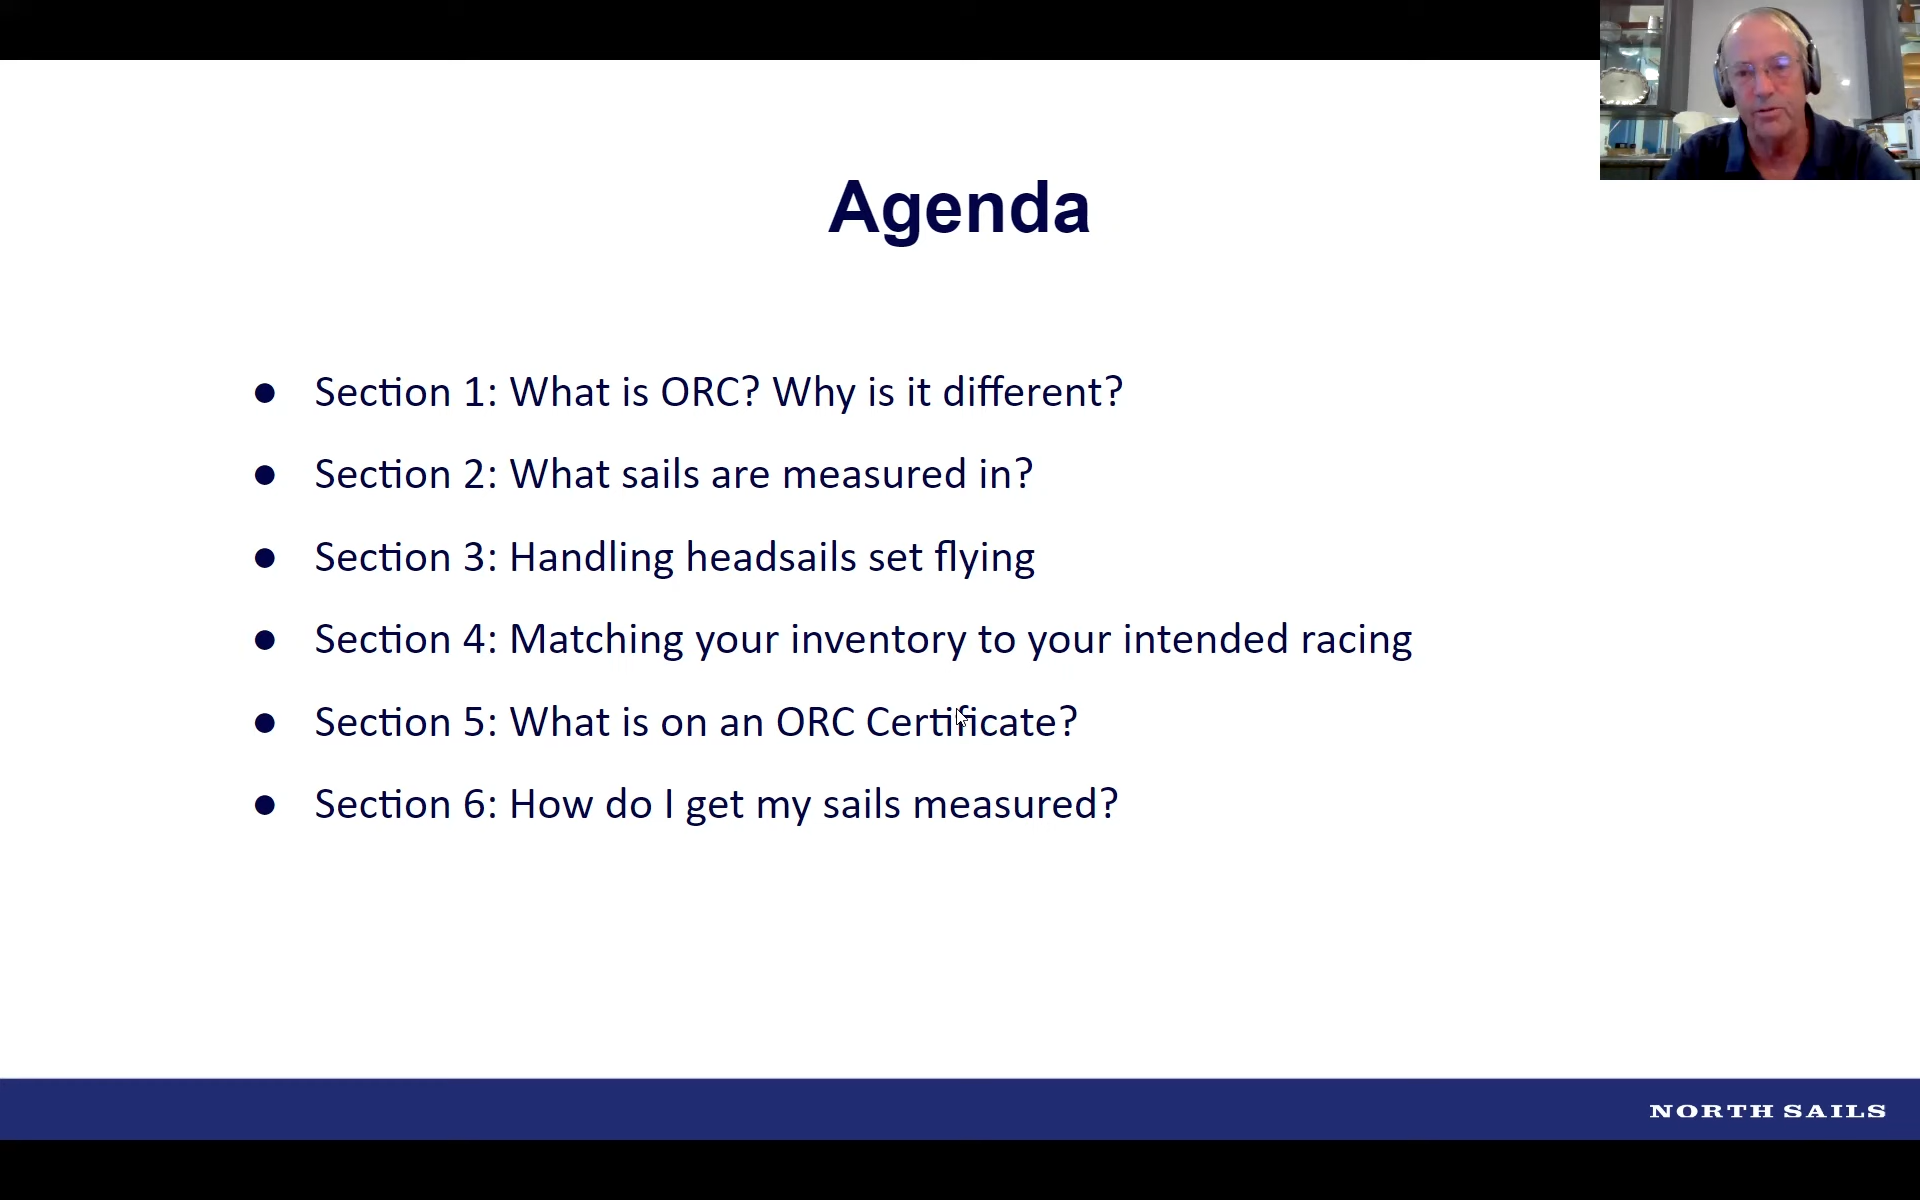 Agenda
● Section 1: What is ORC? Why is it different?
● Section 2: What sails are measured in?
● Section 3: Handling headsails set flying
● Section 4: Matching your inventory to your intended racing
● Section 5: What is on an ORC Certificate?
● Section 6: How do I get my sails measured?
NORTH SAILS